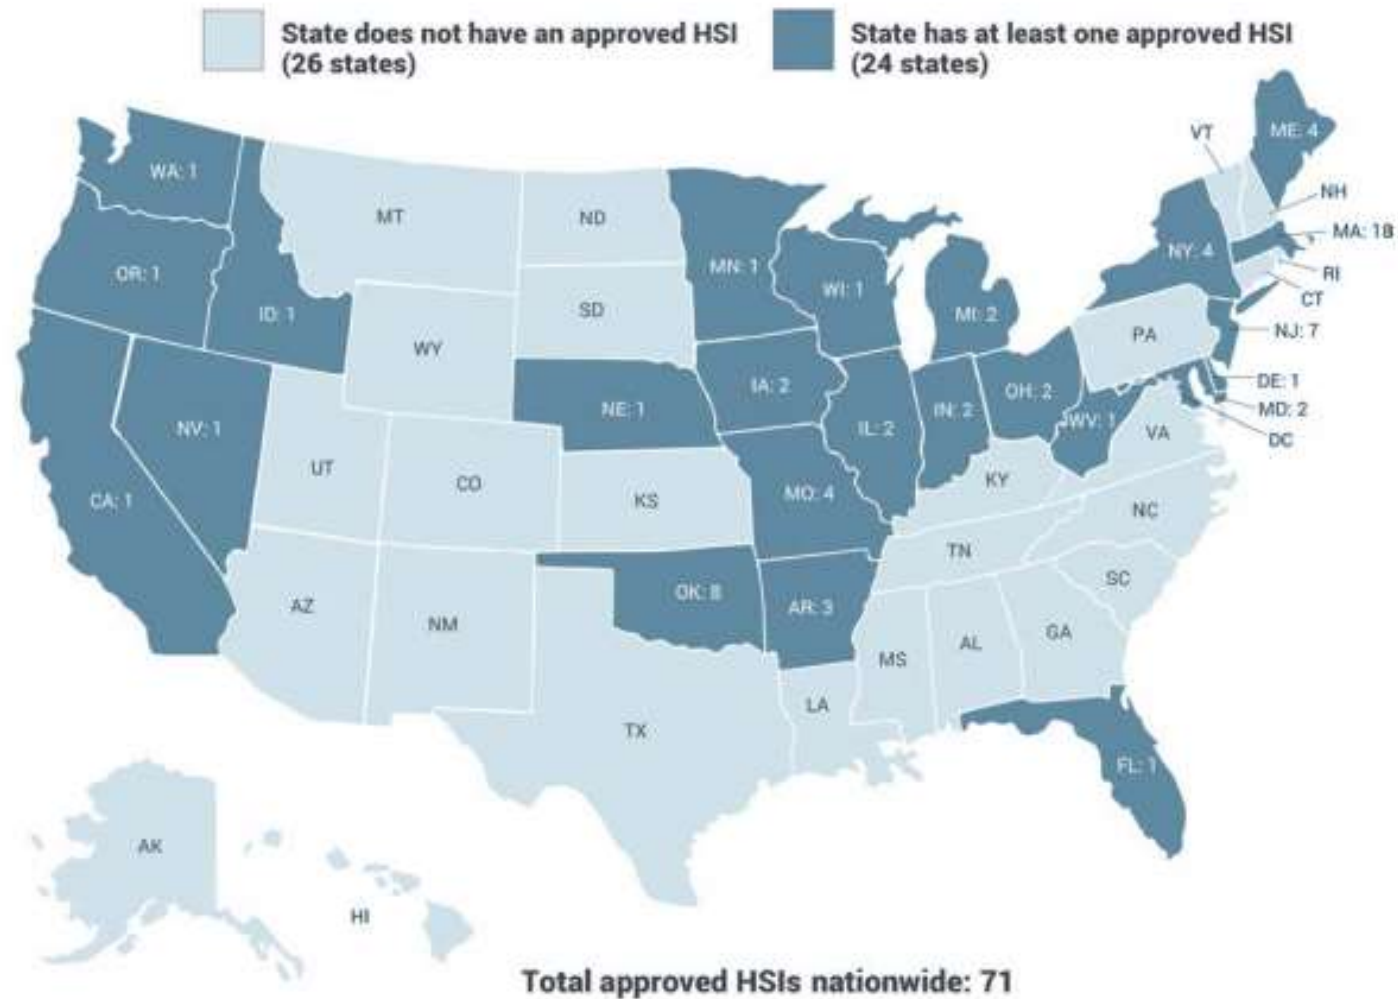 State does not have an approved HSI
(26 states)
State has at least one approved HSI
(24 states)
ME: 4
VT
WA: 1
NH
MT
ND
MA: 18
NY: 4
MN: 1
OR: 1
RI
WI: 1
CT
SD
ID: 1
MI: 2
NJ: 7
PA
WY
DE: 1
IA: 2
OH: 2
NE: 1
IN: 2
MD: 2
WV: 1
NV: 1
IL: 2
VA
DC
UT
CO
KY
CA: 1
MO: 4
KS
NC
TN
SC
OK: 8
AZ
AR: 3
NM
GA
AL
MS
LA
TX
FL: 1
AK
HI
Total approved HSIs nationwide: 71